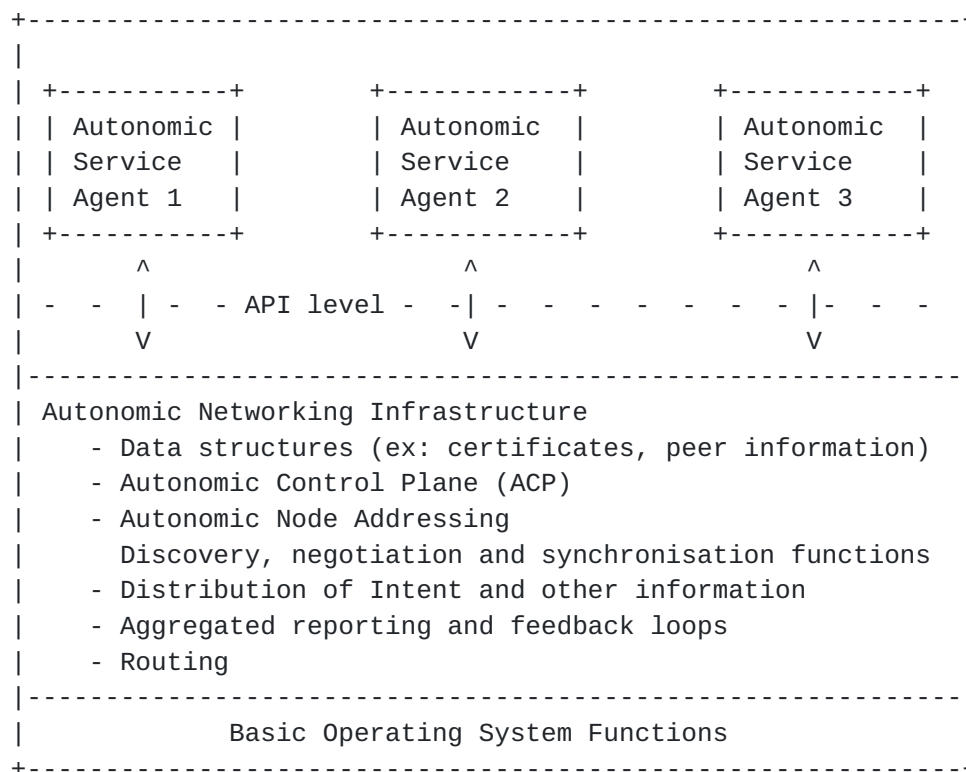 +------------------------------------------------------------
|
| +-----------+        +------------+        +------------+
| | Autonomic |        | Autonomic  |        | Autonomic  |
| | Service   |        | Service    |        | Service    |
| | Agent 1   |        | Agent 2    |        | Agent 3    |
| +-----------+        +------------+        +------------+
|       ^                    ^                     ^
| -  -  | -  - API level -  -| -  -  -  -  -  -  - |-  -  -
|       V                    V                     V
|------------------------------------------------------------
| Autonomic Networking Infrastructure
|    - Data structures (ex: certificates, peer information)
|    - Autonomic Control Plane (ACP)
|    - Autonomic Node Addressing
|      Discovery, negotiation and synchronisation functions
|    - Distribution of Intent and other information
|    - Aggregated reporting and feedback loops
|    - Routing
|------------------------------------------------------------
|             Basic Operating System Functions
+------------------------------------------------------------